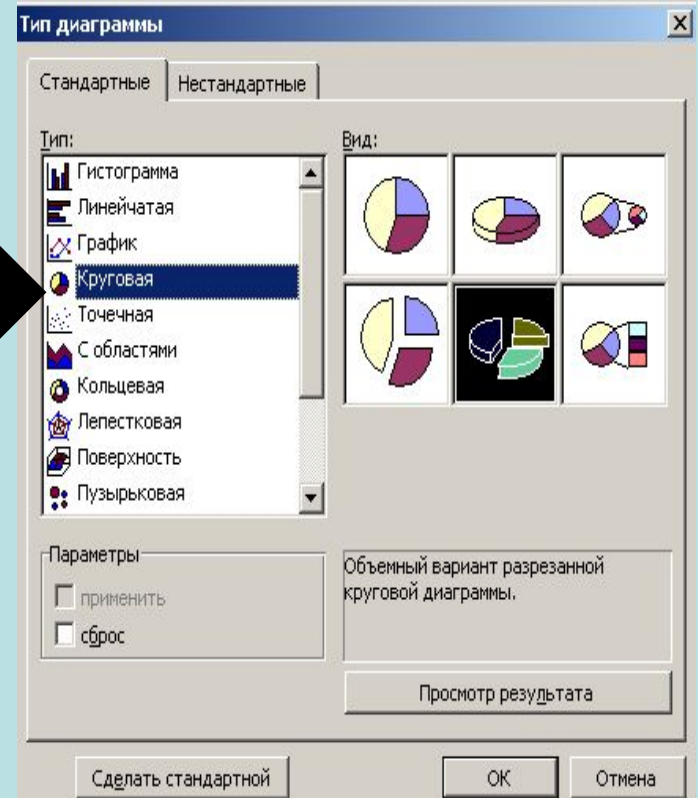 Тип диаграммы
Стандартные Нестандартные
Тип:
Вид:
Гистограмма
Линейчатая
График
Круговая
Точечная
С областями
Кольцевая
Лепестковая
Поверхность
Пузырьковая
Параметры
применить
сброс
Объемный вариант разрезанной
круговой диаграммы.
Просмотр результата
Сделать стандартной ОК Отмена